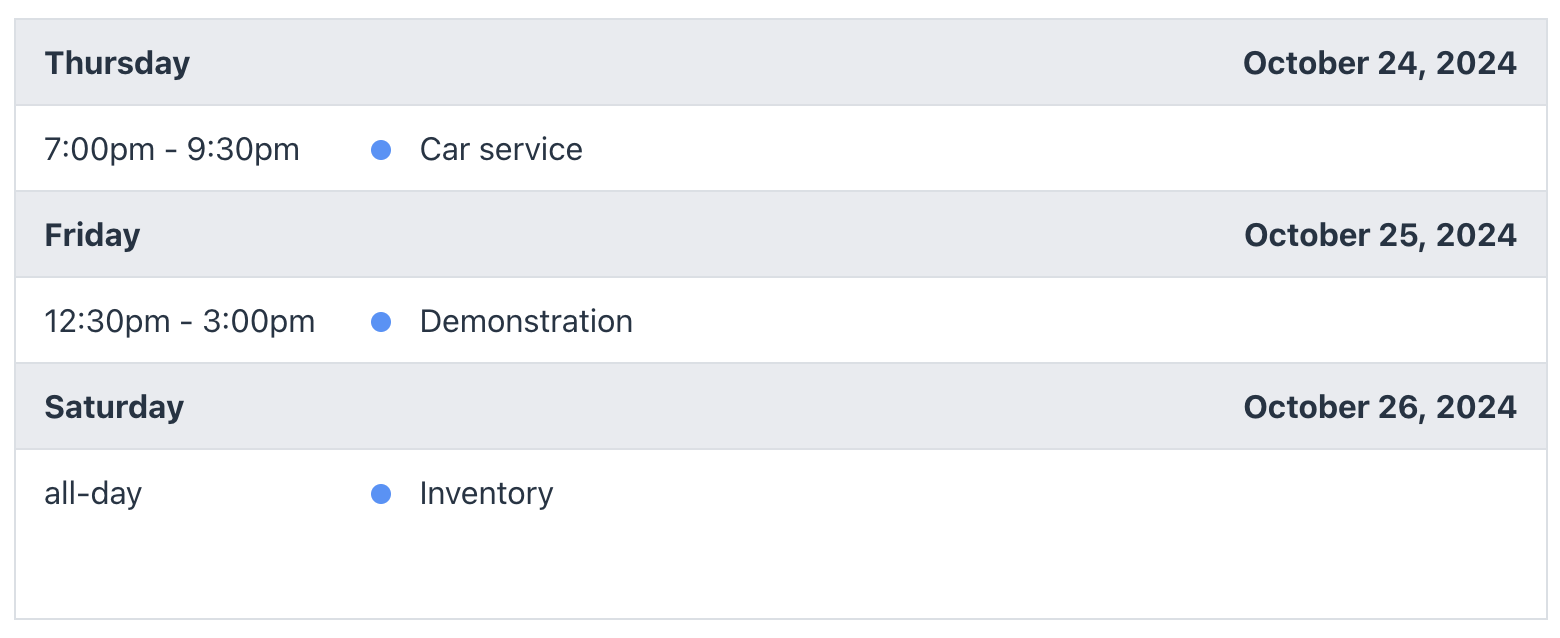 Thursday October 24, 2024
7:00pm - 9:30pm Car service
Friday October 25, 2024
12:30pm - 3:00pm Demonstration
Saturday October 26, 2024
all-day Inventory